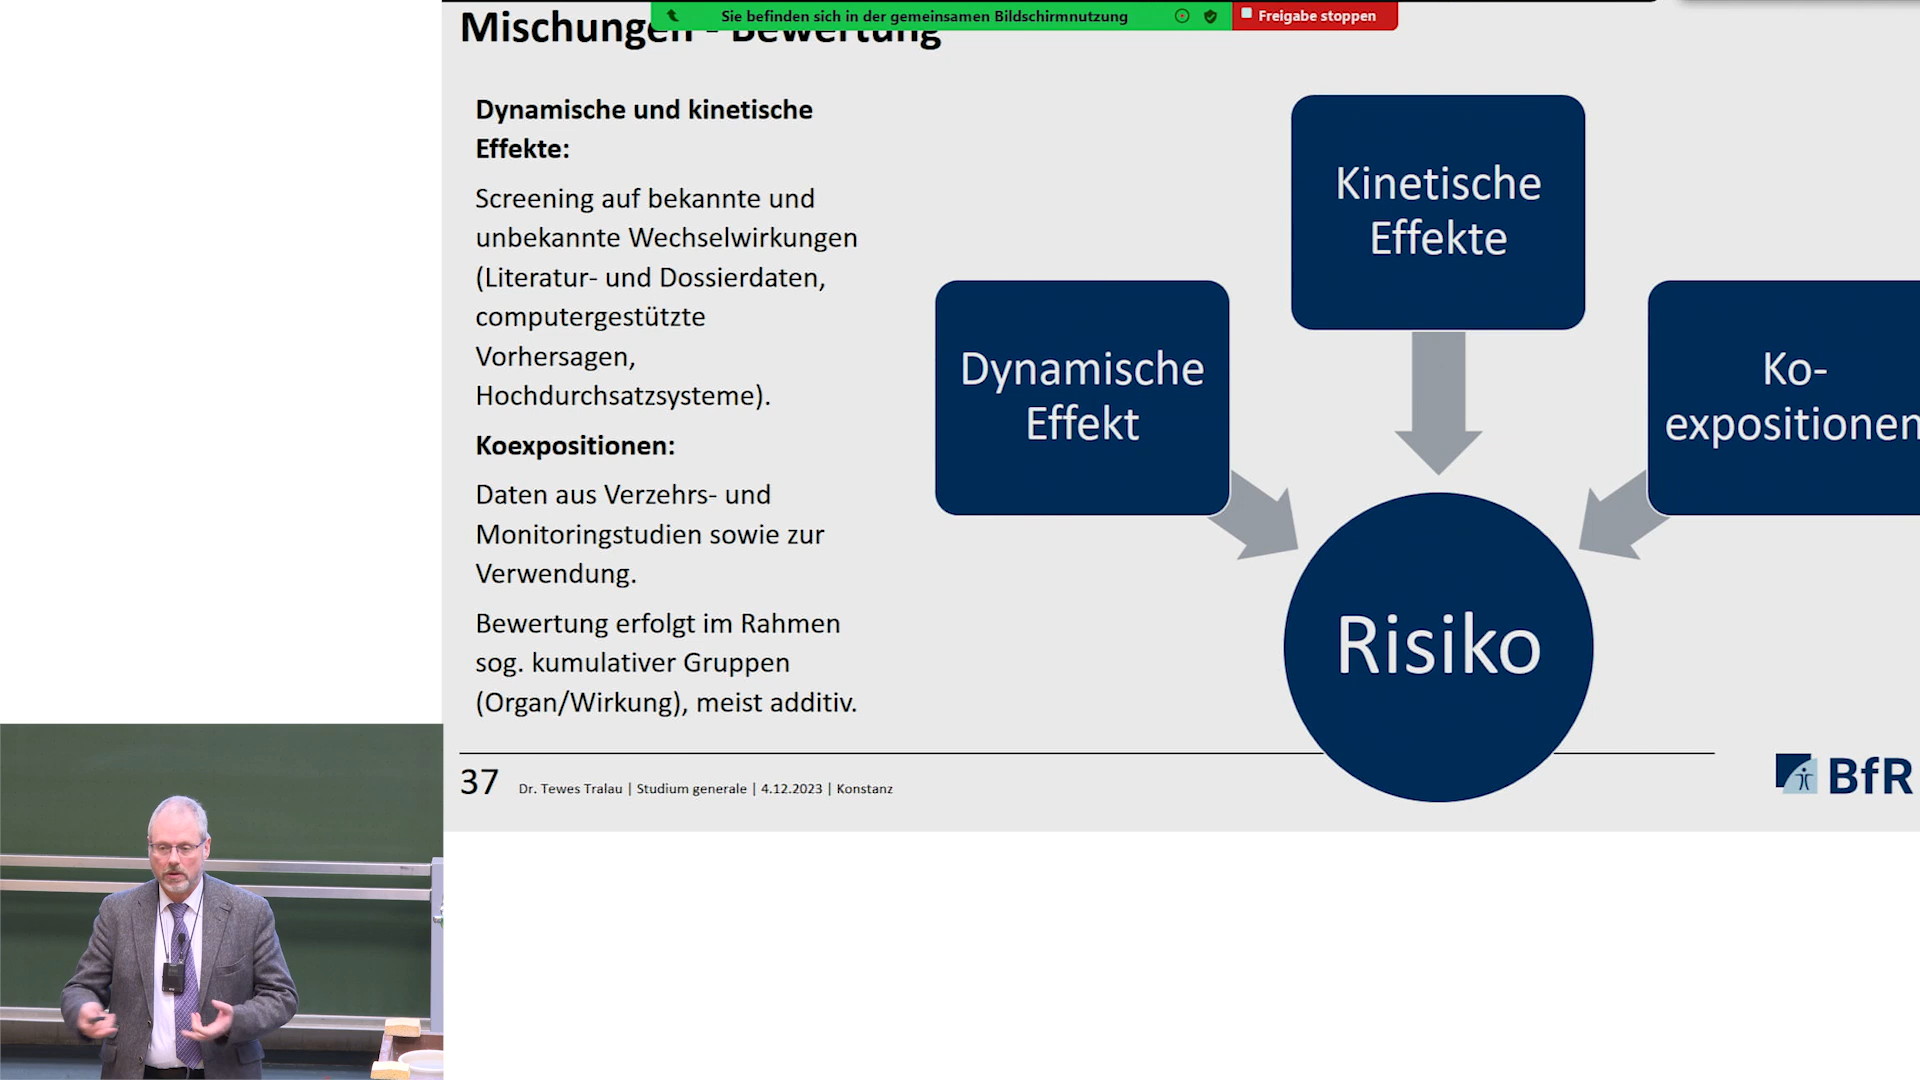 Sie befinden sich in der gemeinsamen Bildschirmnutzung
Freigabe stoppen
Mischungen - Bewertung
Dynamische und kinetische
Effekte:
Screening auf bekannte und
unbekannte Wechselwirkungen
(Literatur- und Dossierdaten,
computergestützte
Vorhersagen,
Hochdurchsatzsysteme).
Koexpositionen:
Daten aus Verzehrs- und
Monitoringstudien sowie zur
Verwendung.
Bewertung erfolgt im Rahmen
sog. kumulativer Gruppen
(Organ/Wirkung), meist additiv.
Dynamische
Effekt
Kinetische
Effekte
Ko-
expositionen
Risiko
37
Dr. Tewes Tralau | Studium generale | 4.12.2023 | Konstanz
BfR